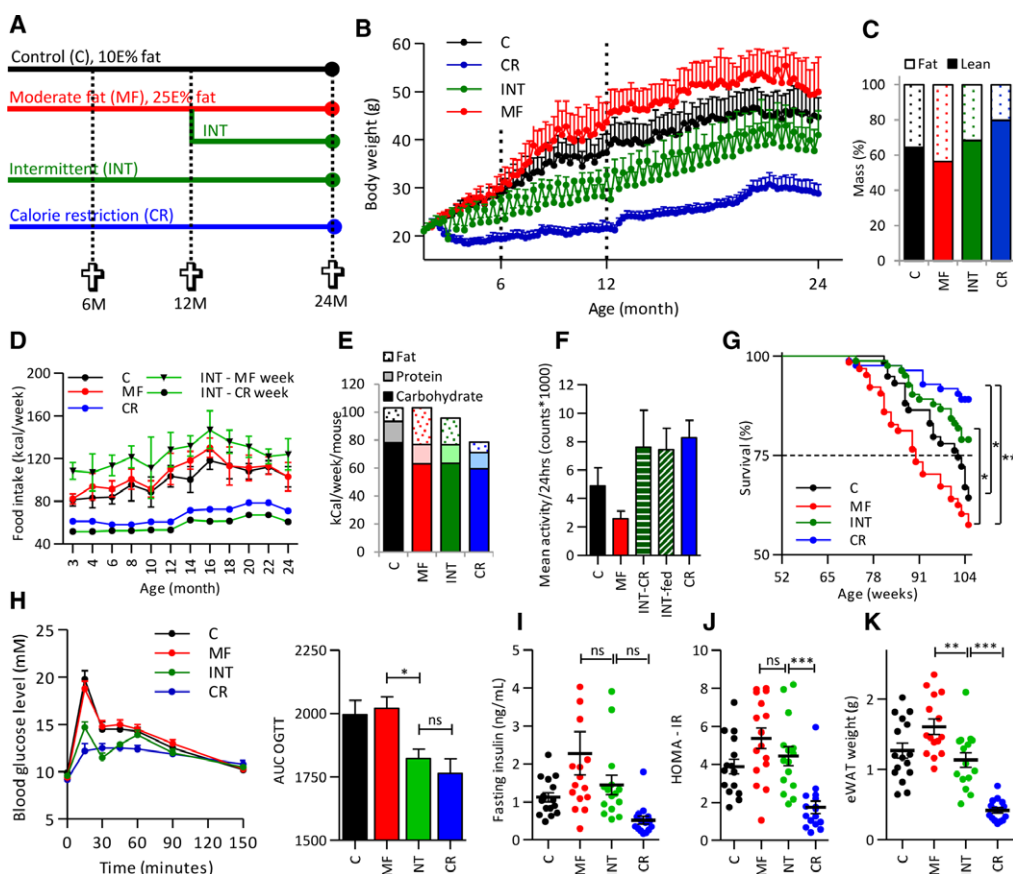 A
Control (C), 10E% fat
Moderate fat (MF), 25E% fat
INT
Intermittent (INT)
Calorie restriction (CR)
6M
12M
24M
B
Body weight (g)
60
50
40
30
20
C
CR
INT
MF
6
12
24
Age (month)
C
Fat
Lean
Mass (%)
100
80
60
40
20
0
C
MF
INT
CR
D
C
MF
CR
INT - MF week
INT - CR week
Food intake (kcal/week)
200
160
120
80
40
3
4
6
8
10
12
14
16
18
20
22
24
Age (month)
E
Fat
Protein
Carbohydrate
kCal/week/mouse
120
100
80
60
40
20
0
C
MF
INT
CR
F
Mean activity/24hrs (counts*1000)
12
10
8
6
4
2
0
C
MF
INT-CR
INT-fed
CR
G
Survival (%)
100
75
50
C
MF
INT
CR
*
*
**
52
65
78
91
104
Age (weeks)
H
Blood glucose level (mM)
25
20
15
10
5
C
MF
INT
CR
0
30
60
90
120
150
Time (minutes)
AUC OGTT
2000
1750
1500
*
ns
C
MF
NT
CR
I
Fasting insulin (ng/mL)
5
4
3
2
1
0
ns
ns
C
MF
INT
CR
J
HOMA - IR
8
6
4
2
0
ns
***
C
MF
INT
CR
K
eWAT weight (g)
2
1
0
**
***
C
MF
INT
CR